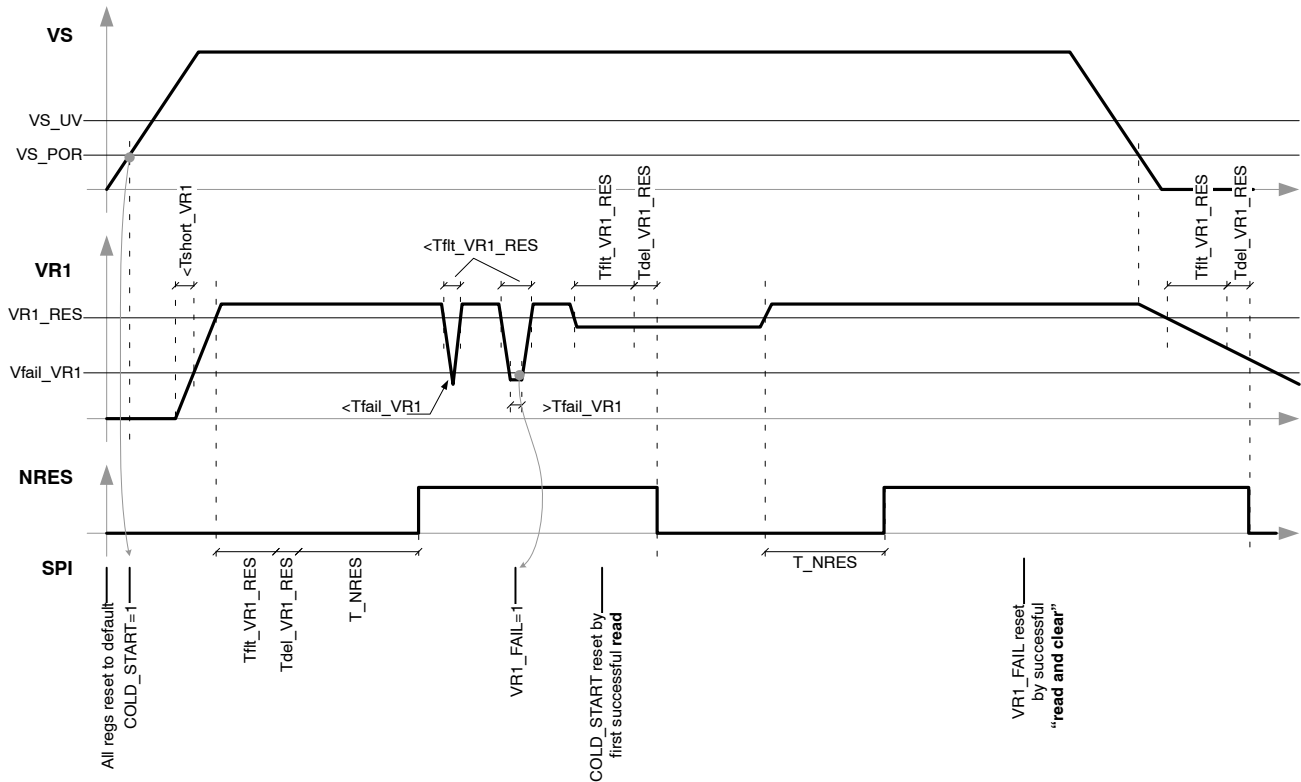 VS
VS_UV
VS_POR
<Tshort_VR1
Tflt_VR1_RES
Tdel_VR1_RES
Tflt_VR1_RES
Tdel_VR1_RES
<Tflt_VR1_RES
VR1
VR1_RES
Vfail_VR1
<Tfail_VR1
>Tfail_VR1
NRES
T_NRES
SPI
All regs reset to default
COLD_START=1
Tflt_VR1_RES
Tdel_VR1_RES
T_NRES
VR1_FAIL=1
COLD_START reset by
first successful read
VR1_FAIL reset
by successful
“read and clear”